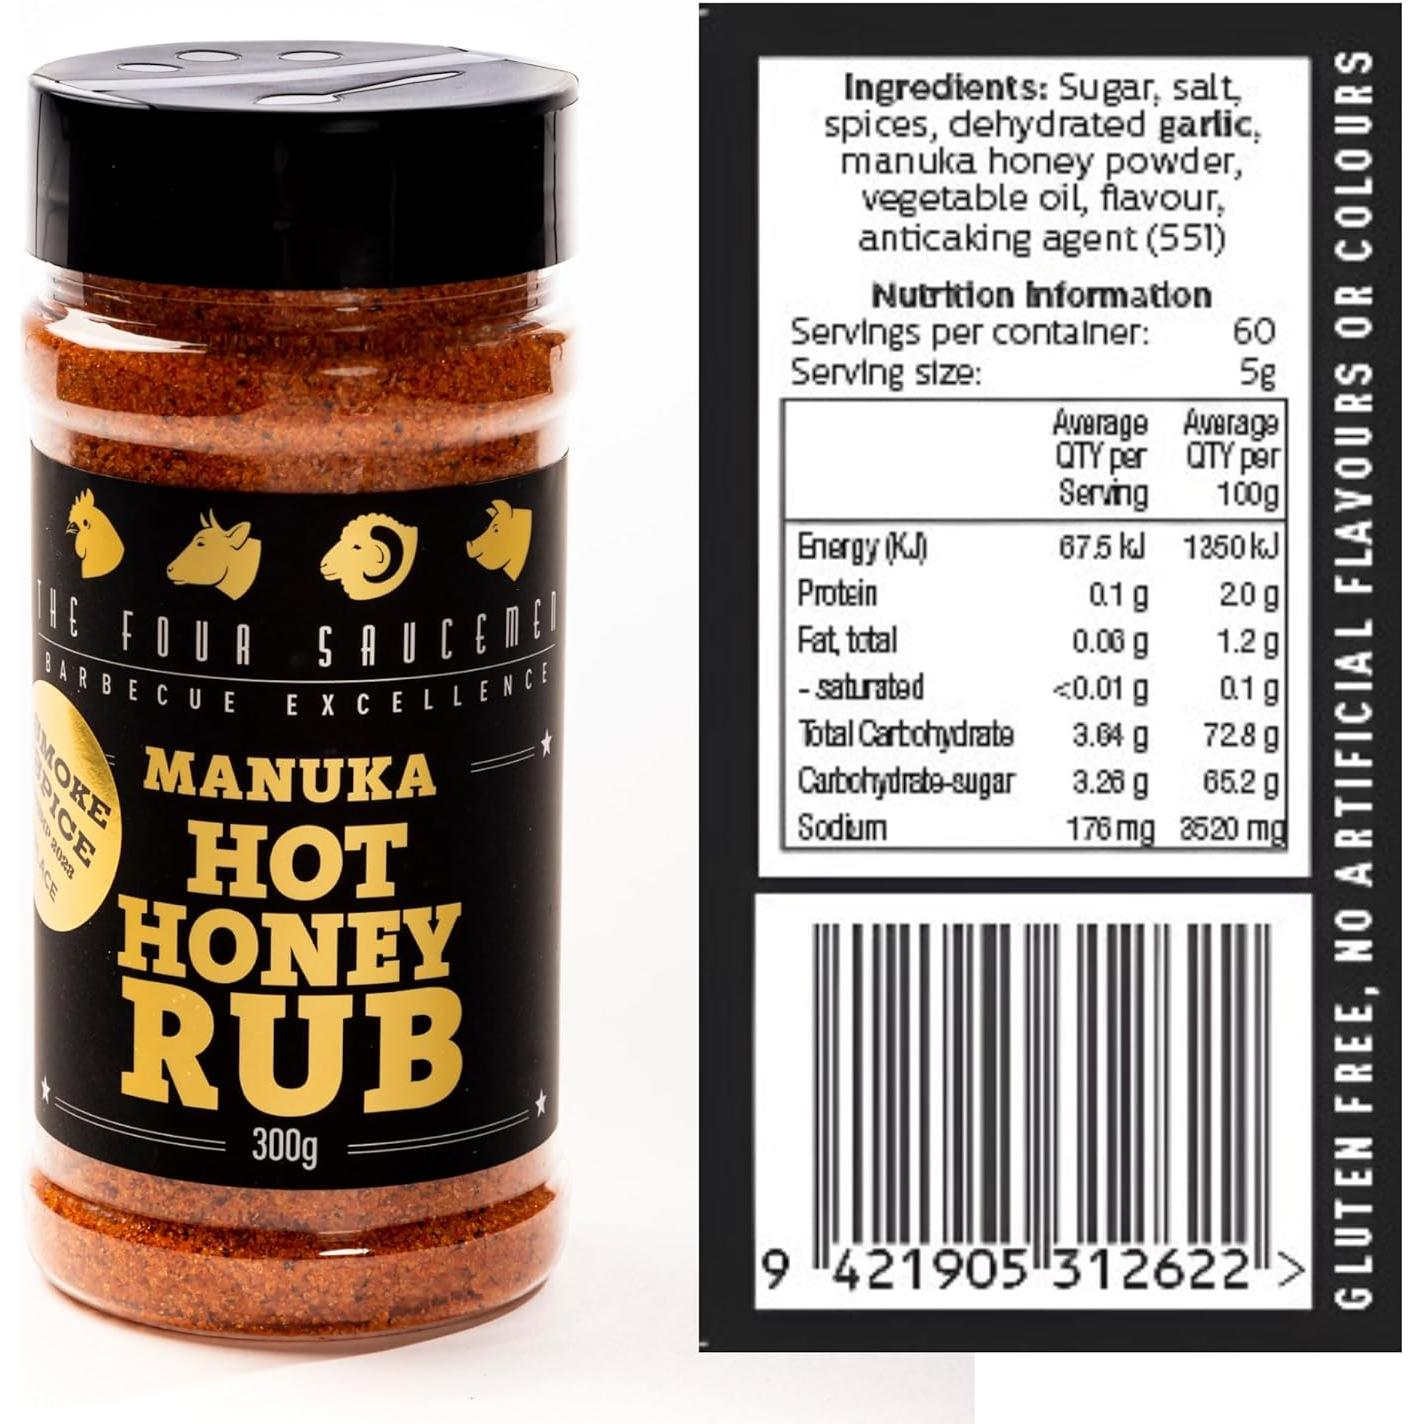 THE FOUR SAUCEMEN
BARBECUE EXCELLENCE
SMOKE
SPICE
2023
MANUKA
HOT
HONEY
RUB
300g
Ingredients: Sugar, salt,
spices, dehydrated garlic,
manuka honey powder,
vegetable oil, flavour,
anticaking agent (551)
Nutrition Information
Servings per container: 60
Serving size: 5g
Average QTY per Serving Average QTY per 100g
Energy (KJ) 67.5 kJ 1350 kJ
Protein 0.1 g 2.0 g
Fat, total 0.06 g 1.2 g
- saturated <0.01 g 0.1 g
Total Carbohydrate 3.64 g 72.8 g
Carbohydrate-sugar 3.26 g 65.2 g
Sodium 176 mg 3520 mg
9 421905 312622 >
GLUTEN FREE, NO ARTIFICIAL FLAVOURS OR COLOURS